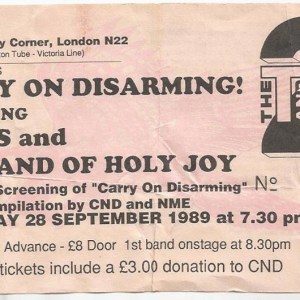 y Corner, London N22
ton Tube - Victoria Line)
S
Y ON DISARMING!
NG
S and
AND OF HOLY JOY
Screening of "Carry On Disarming" No
ompilation by CND and NME
AY 28 SEPTEMBER 1989 at 7.30 pm
Advance - £8 Door 1st band onstage at 8.30pm
tickets include a £3.00 donation to CND
THE